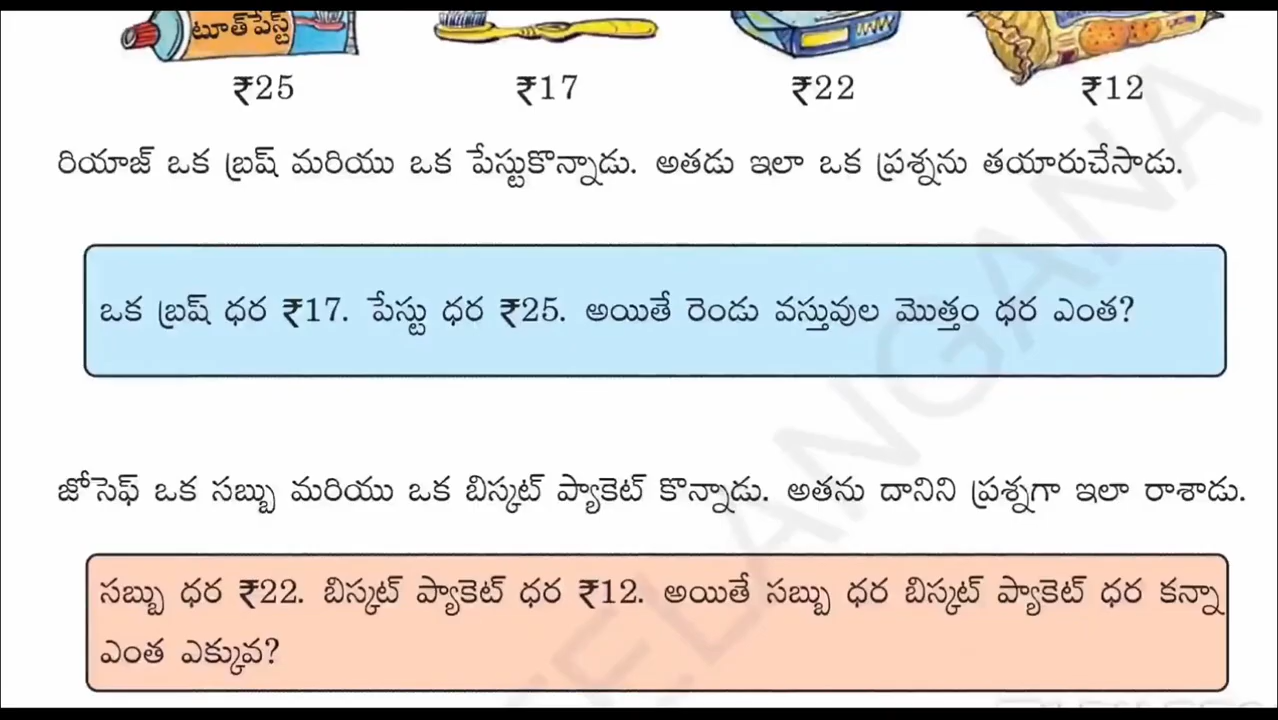 టూత్‌పేస్ట్
₹25 ₹17 ₹22 ₹12
రియాజ్ ఒక బ్రష్ మరియు ఒక పేస్టుకొన్నాడు. అతడు ఇలా ఒక ప్రశ్నను తయారుచేసాడు.
ఒక బ్రష్ ధర ₹17. పేస్టు ధర ₹25. అయితే రెండు వస్తువుల మొత్తం ధర ఎంత?
జోసెఫ్ ఒక సబ్బు మరియు ఒక బిస్కట్ ప్యాకెట్ కొన్నాడు. అతను దానిని ప్రశ్నగా ఇలా రాశాడు.
సబ్బు ధర ₹22. బిస్కట్ ప్యాకెట్ ధర ₹12. అయితే సబ్బు ధర బిస్కట్ ప్యాకెట్ ధర కన్నా
ఎంత ఎక్కువ?
TELANGANA